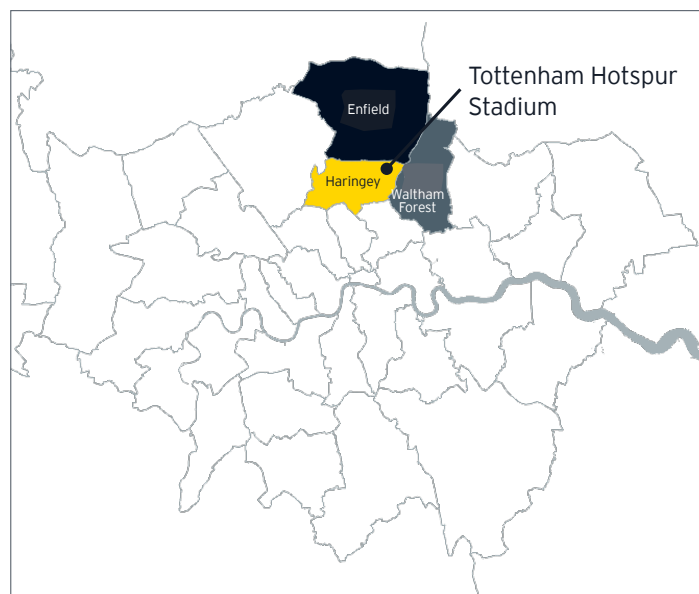 Tottenham Hotspur
Stadium
Enfield
Haringey
Waltham
Forest